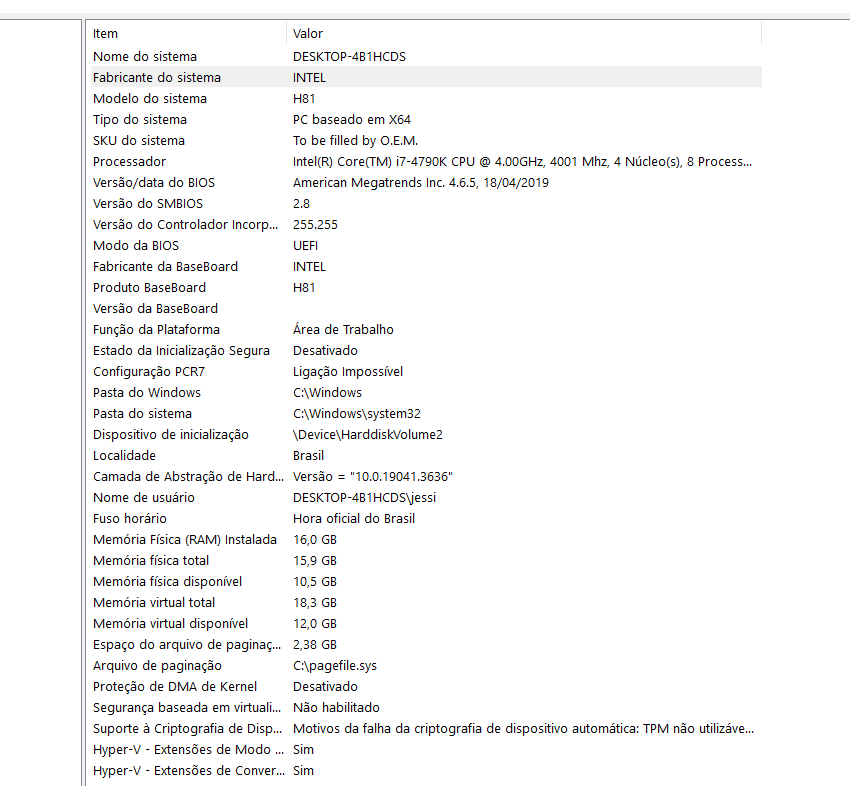 Item Valor
Nome do sistema DESKTOP-4B1HCDS
Fabricante do sistema INTEL
Modelo do sistema H81
Tipo do sistema PC baseado em X64
SKU do sistema To be filled by O.E.M.
Processador Intel(R) Core(TM) i7-4790K CPU @ 4.00GHz, 4001 Mhz, 4 Núcleo(s), 8 Process...
Versão/data do BIOS American Megatrends Inc. 4.6.5, 18/04/2019
Versão do SMBIOS 2.8
Versão do Controlador Incorp... 255.255
Modo da BIOS UEFI
Fabricante da BaseBoard INTEL
Produto BaseBoard H81
Versão da BaseBoard
Função da Plataforma Área de Trabalho
Estado da Inicialização Segura Desativado
Configuração PCR7 Ligação Impossível
Pasta do Windows C:\Windows
Pasta do sistema C:\Windows\system32
Dispositivo de inicialização \Device\HarddiskVolume2
Localidade Brasil
Camada de Abstração de Hard... Versão = "10.0.19041.3636"
Nome de usuário DESKTOP-4B1HCDS\jessi
Fuso horário Hora oficial do Brasil
Memória Física (RAM) Instalada 16,0 GB
Memória física total 15,9 GB
Memória física disponível 10,5 GB
Memória virtual total 18,3 GB
Memória virtual disponível 12,0 GB
Espaço do arquivo de paginaç... 2,38 GB
Arquivo de paginação C:\pagefile.sys
Proteção de DMA de Kernel Desativado
Segurança baseada em virtuali... Não habilitado
Suporte à Criptografia de Disp... Motivos da falha da criptografia de dispositivo automática: TPM não utilizáve...
Hyper-V - Extensões de Modo ... Sim
Hyper-V - Extensões de Conver... Sim